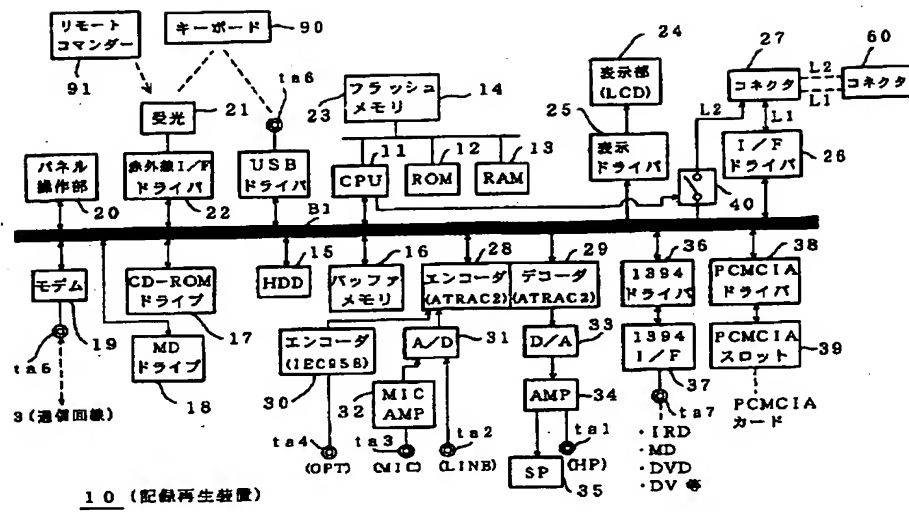 リモート
コマンダー
91
キーボード
90
ta6
21
受光
赤外線I/F
ドライバ
22
USB
ドライバ
パネル
操作部
20
23
フラッシュ
メモリ
14
11
CPU
12
ROM
13
RAM
24
表示部
(LCD)
25
表示
ドライバ
27
コネクタ
60
コネクタ
L2
L1
L2
L1
I/F
ドライバ
26
40
B1
モデム
19
ta5
3(通信回線)
CD-ROM
ドライブ
17
MD
ドライブ
18
15
HDD
16
バッファ
メモリ
28
エンコーダ
(ATRAC2)
29
デコーダ
(ATRAC2)
エンコーダ
(IEC958)
30
A/D
31
32
MIC
AMP
D/A
33
AMP
34
ta4
(OPT)
ta3
(MIC)
ta2
(LINE)
SP
35
ta1
(HP)
36
1394
ドライバ
1394
I/F
37
ta7
・IRD
・MD
・DVD
・DV 等
38
PCMCIA
ドライバ
PCMCIA
スロット
39
PCMCIA
カード
10 (記録再生装置)